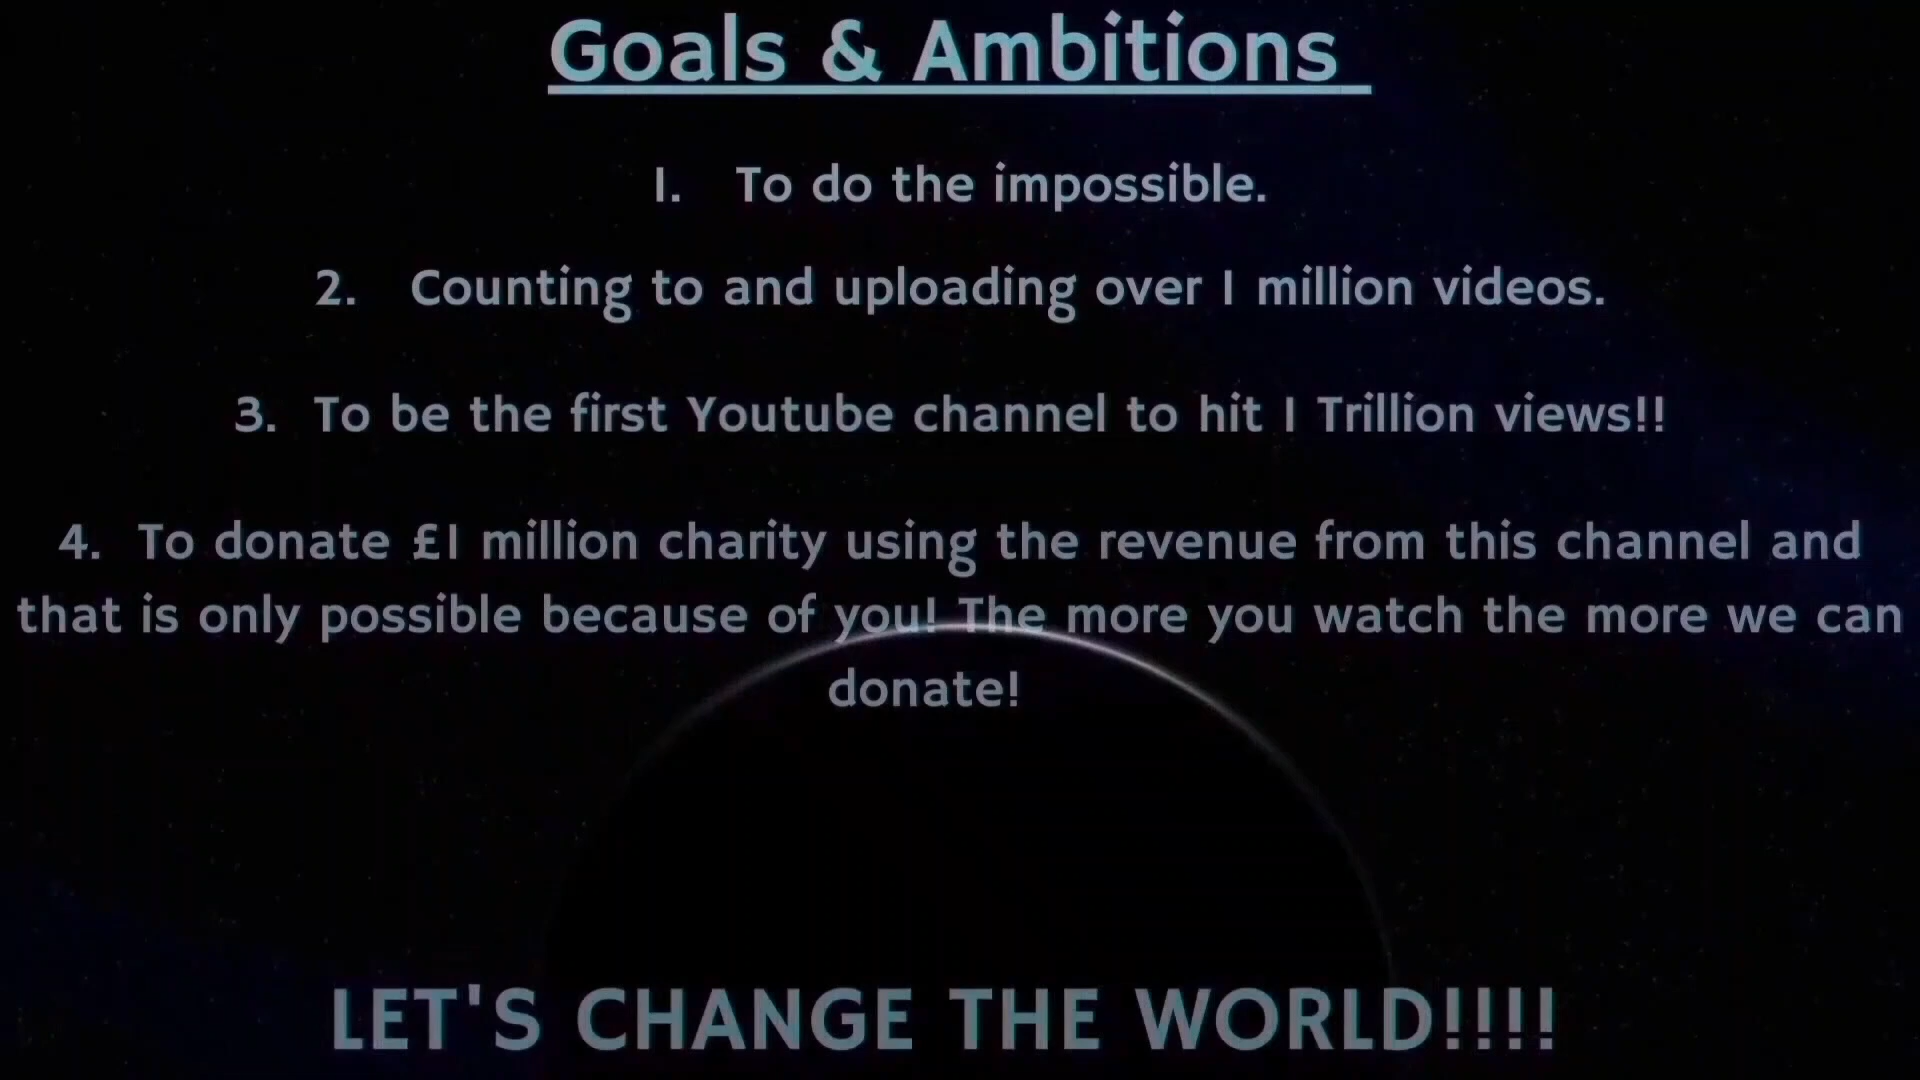 Goals & Ambitions
1. To do the impossible.
2. Counting to and uploading over 1 million videos.
3. To be the first Youtube channel to hit 1 Trillion views!!
4. To donate £1 million charity using the revenue from this channel and
that is only possible because of you! The more you watch the more we can
donate!
LET'S CHANGE THE WORLD!!!!